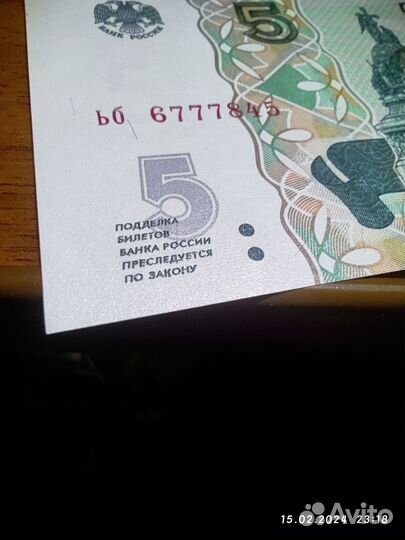 БАНК РОССИИ
5
ьб 6777845
5
ПОДДЕЛКА
БИЛЕТОВ
БАНКА РОССИИ
ПРЕСЛЕДУЕТСЯ
ПО ЗАКОНУ
15.02.2024 23:18
Avito